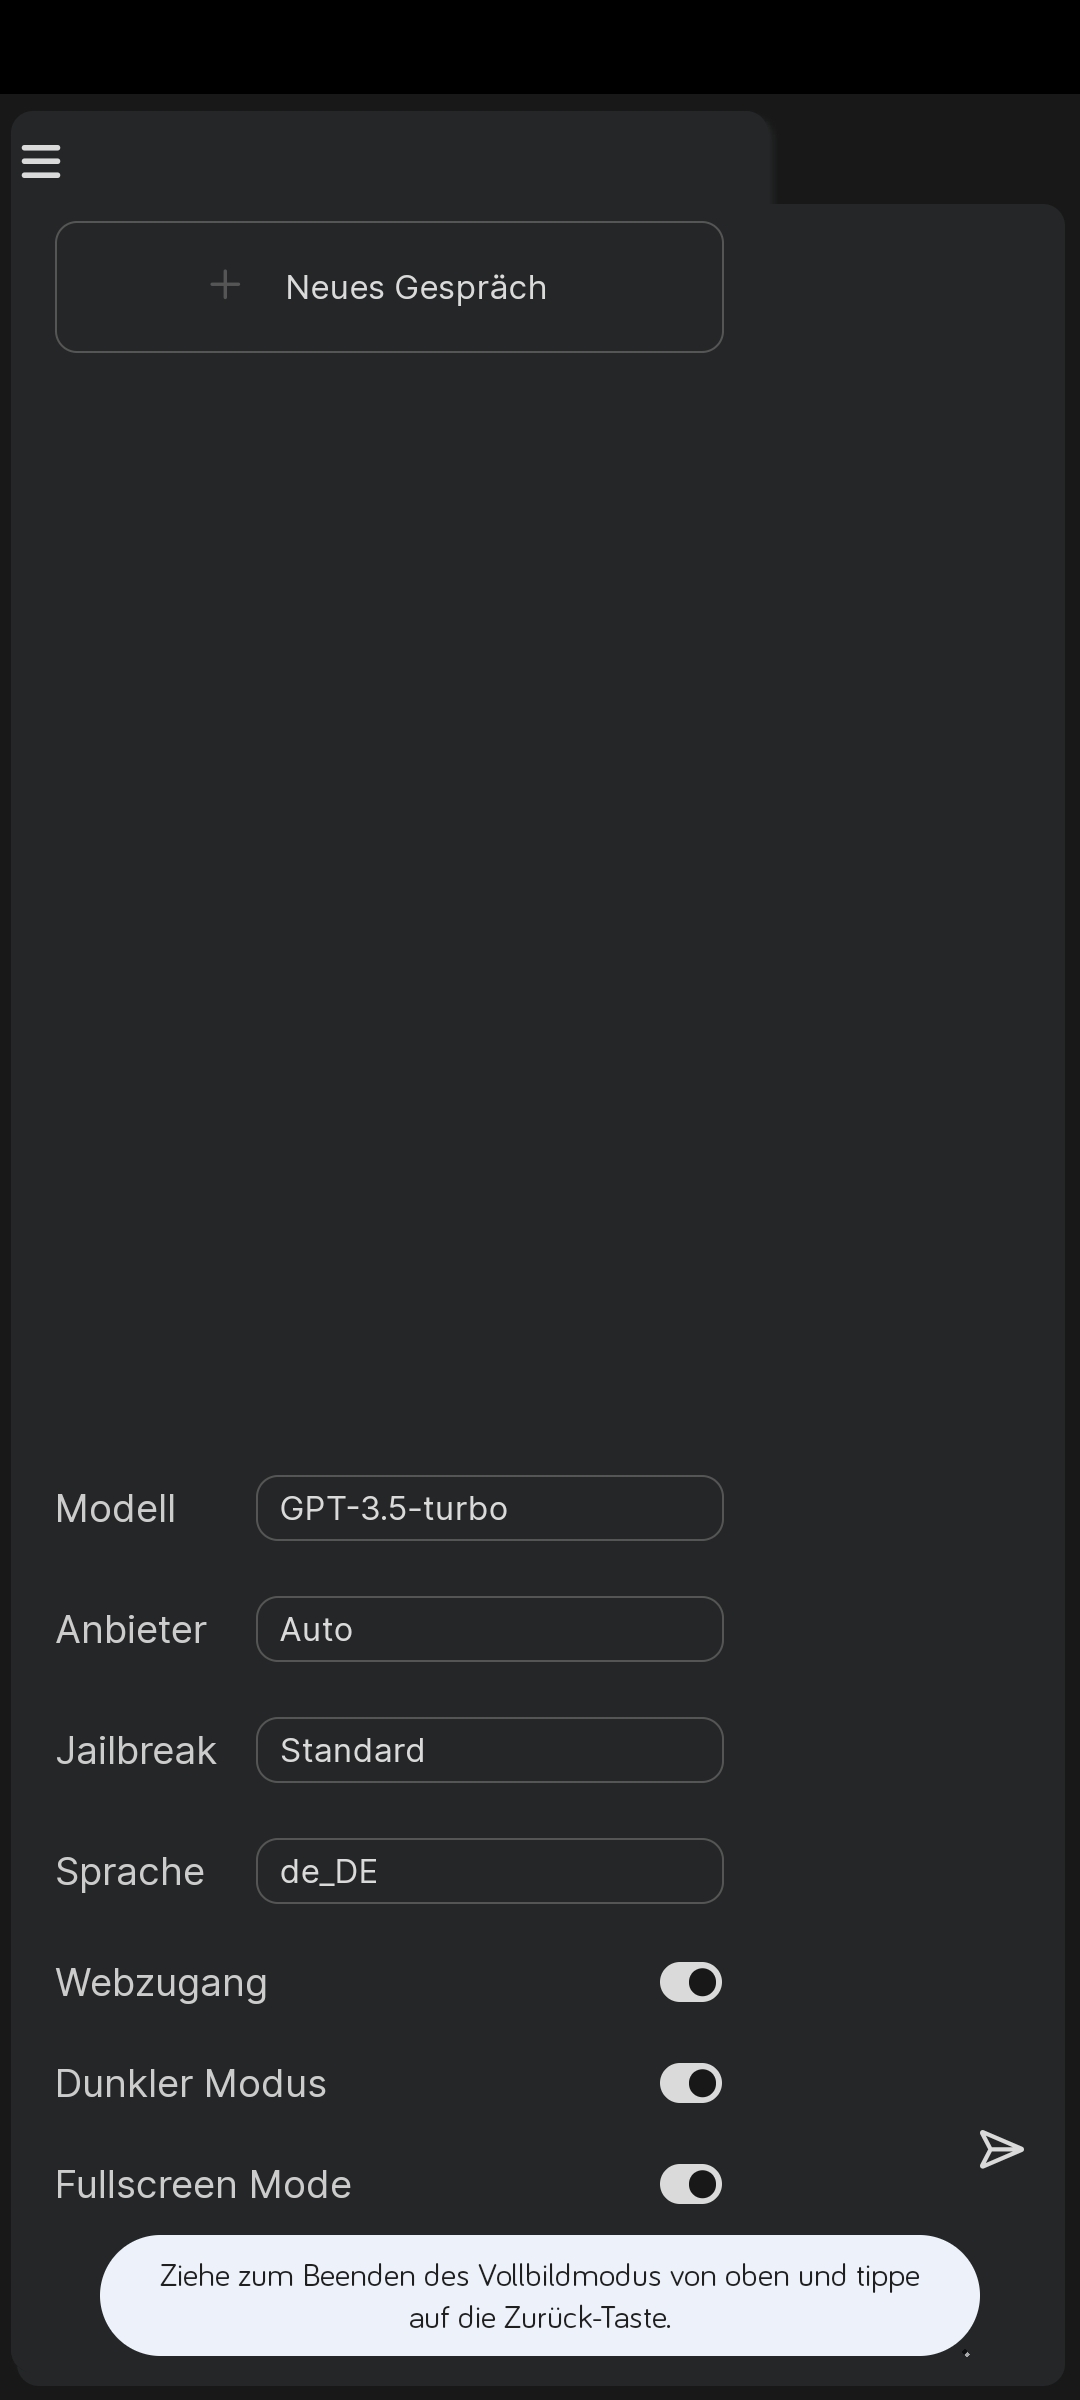 Neues Gespräch
Modell GPT-3.5-turbo
Anbieter Auto
Jailbreak Standard
Sprache de_DE
Webzugang
Dunkler Modus
Fullscreen Mode
Ziehe zum Beenden des Vollbildmodus von oben und tippe
auf die Zurück-Taste.